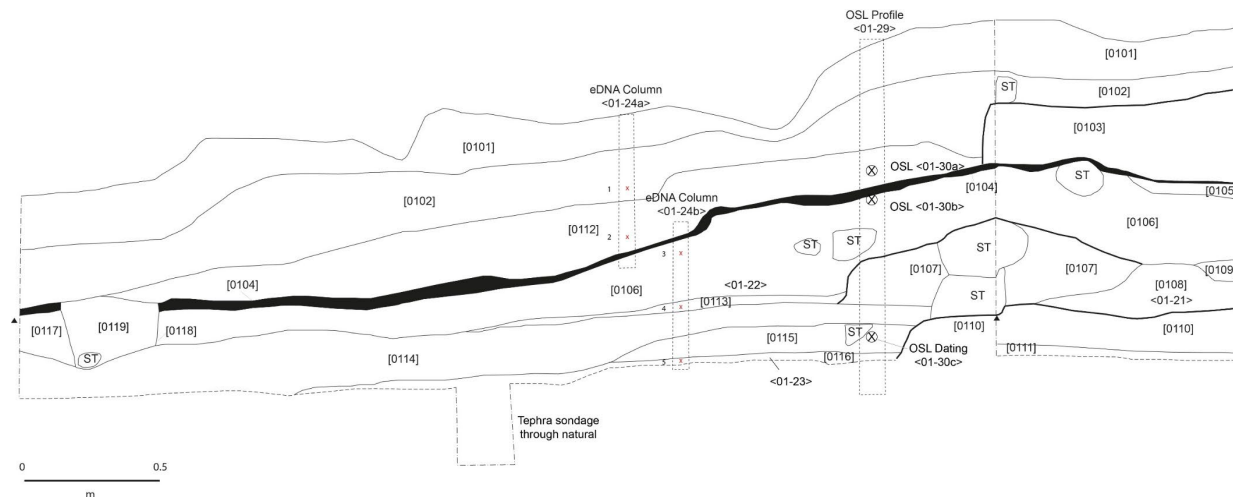 OSL Profile
<01-29>
[0101]
eDNA Column
<01-24a>
ST
[0102]
[0101]
[0103]
1 x
OSL <01-30a>
ST
eDNA Column
<01-24b>
[0104]
[0105]
[0102]
OSL <01-30b>
[0106]
[0112]
2 x
3 x
ST
ST
ST
[0107]
[0107]
[0109]
[0104]
[0106]
<01-22>
[0108]
ST
<01-21>
4 x
[0113]
[0117]
[0119]
[0118]
[0110]
[0110]
[0115]
ST
OSL Dating
<01-30c>
[0111]
ST
[0114]
5 x
[0116]
<01-23>
Tephra sondage
through natural
0
0.5
m